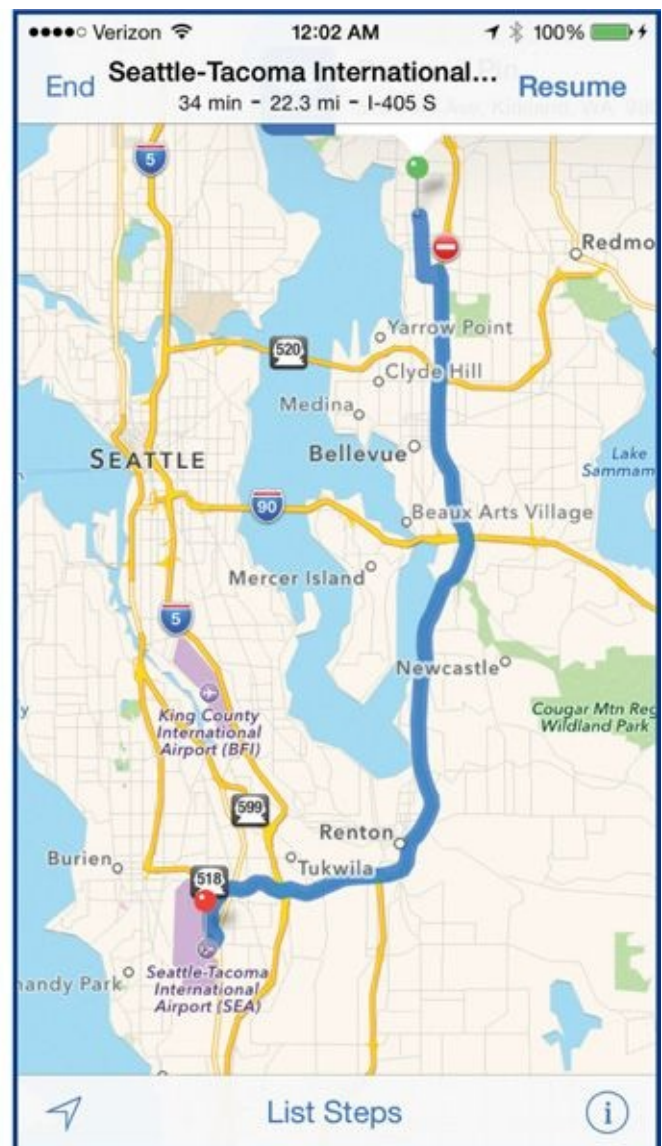 Verizon 12:02 AM 100%
End Seattle-Tacoma International... Resume
34 min - 22.3 mi - I-405 S
5
Redmo
Yarrow Point
520
Clyde Hill
Medina
Bellevue
SEATTLE
Lake
Sammam
90
Beaux Arts Village
Mercer Island
5
Newcastle
King County
International
Airport (BFI)
Cougar Mtn Reg
Wildland Park
599
Renton
Burien
Tukwila
518
Seattle-Tacoma
International
Airport (SEA)
andy Park
List Steps
i